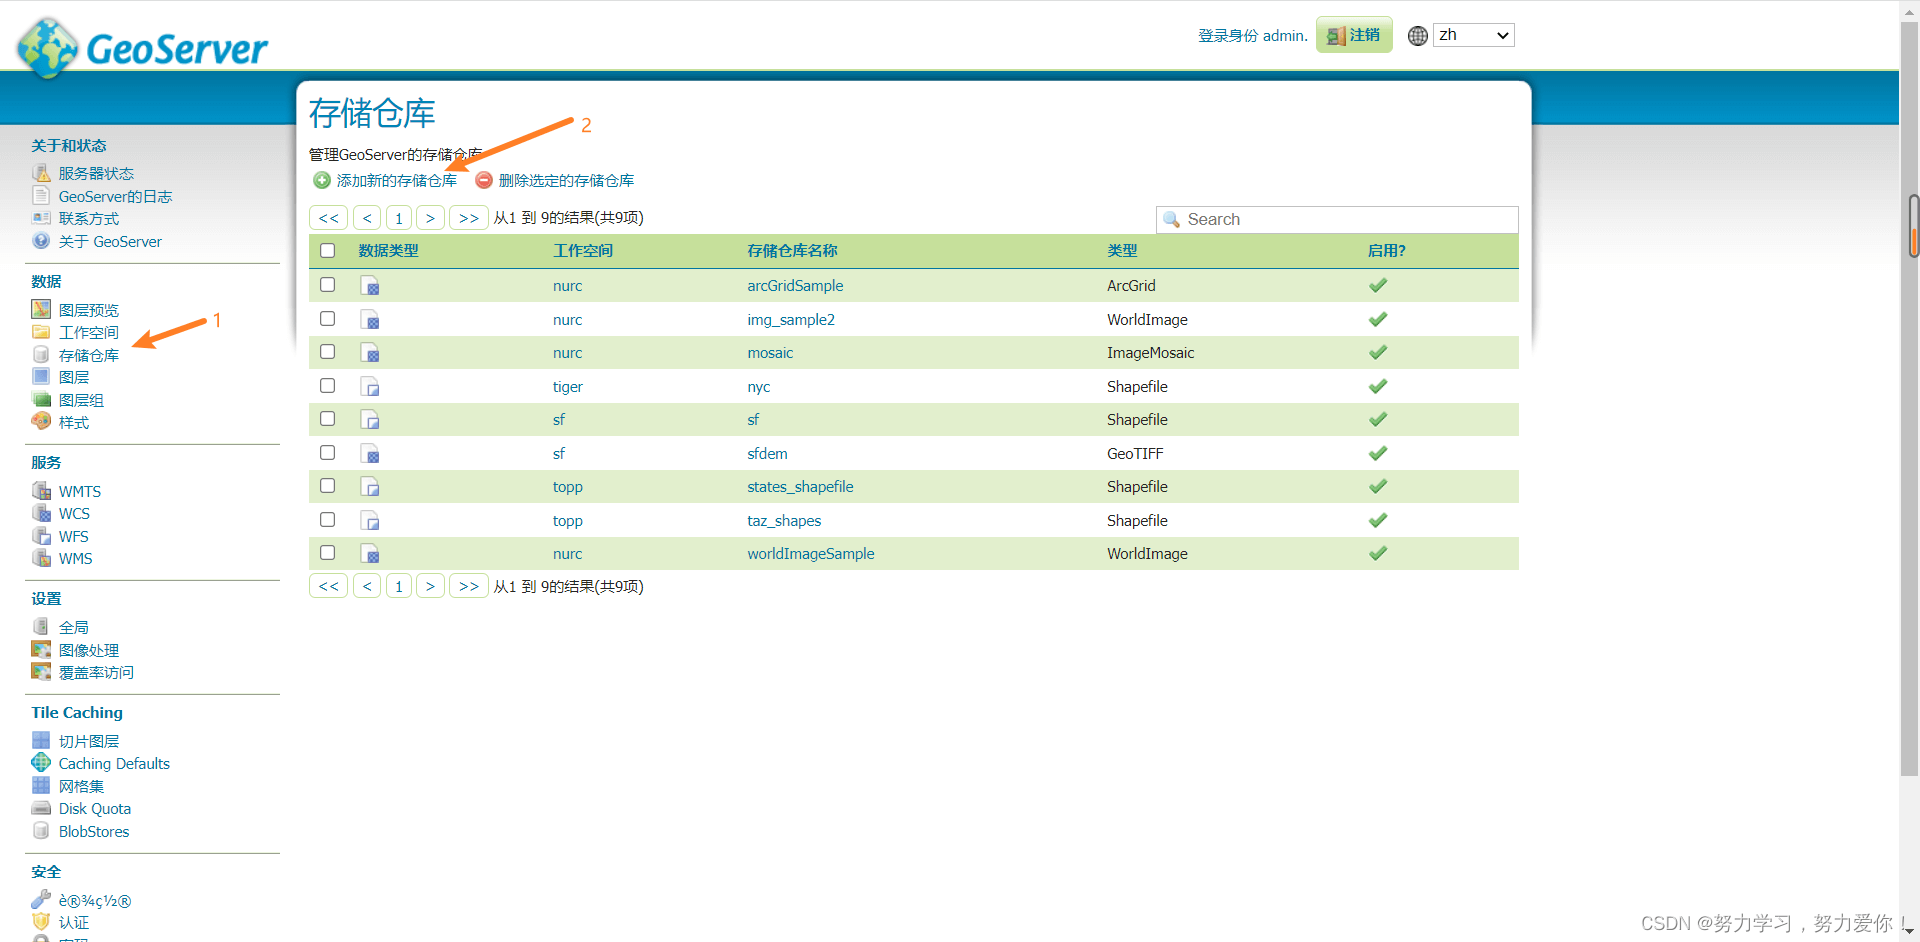 GeoServer
登录身份 admin.
注销
zh
存储仓库
2
管理GeoServer的存储仓库
添加新的存储仓库
删除选定的存储仓库
<< < 1 > >> 从1 到 9的结果(共9项)
Search
数据类型 工作空间 存储仓库名称 类型 启用?
nurc arcGridSample ArcGrid
nurc img_sample2 WorldImage
nurc mosaic ImageMosaic
tiger nyc Shapefile
sf sf Shapefile
sf sfdem GeoTIFF
topp states_shapefile Shapefile
topp taz_shapes Shapefile
nurc worldImageSample WorldImage
<< < 1 > >> 从1 到 9的结果(共9项)
关于和状态
服务器状态
GeoServer的日志
联系方式
关于 GeoServer
数据
图层预览
工作空间
1
存储仓库
图层
图层组
样式
服务
WMTS
WCS
WFS
WMS
设置
全局
图像处理
覆盖率访问
Tile Caching
切片图层
Caching Defaults
网格集
Disk Quota
BlobStores
安全
è®¾ç½®
认证
CSDN @努力学习，努力爱你！